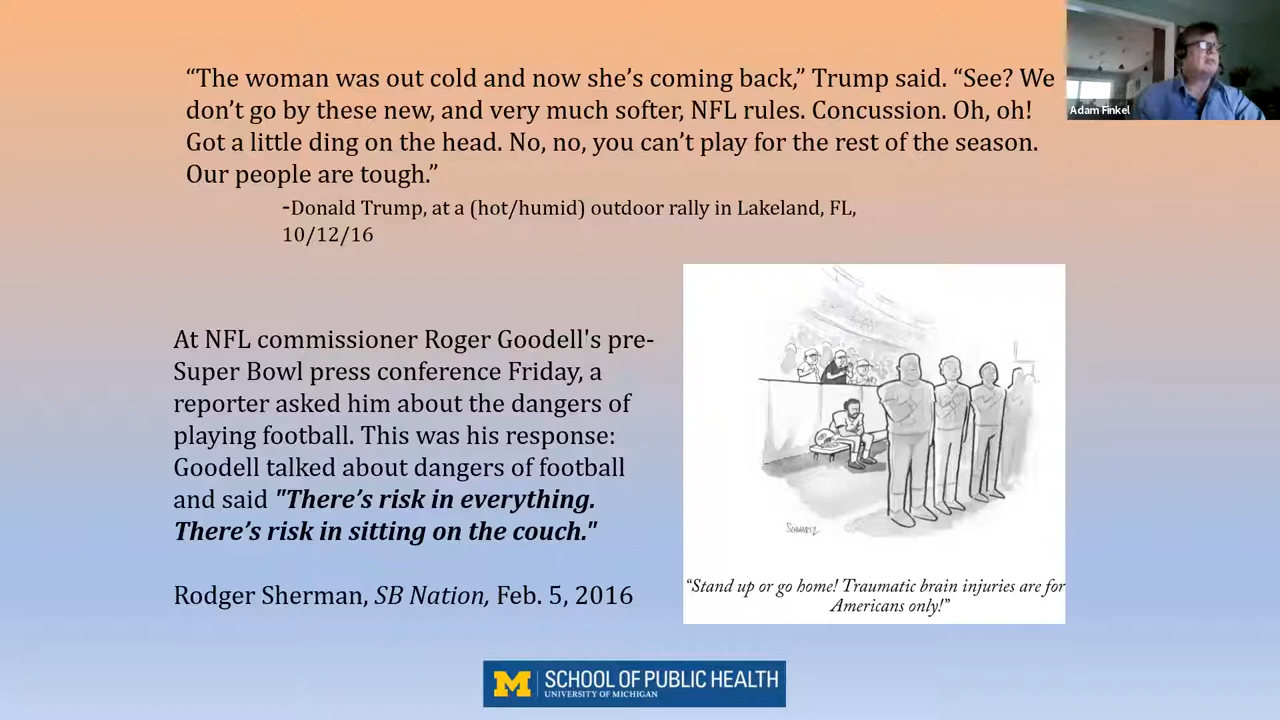 “The woman was out cold and now she’s coming back,” Trump said. “See? We
don’t go by these new, and very much softer, NFL rules. Concussion. Oh, oh!
Got a little ding on the head. No, no, you can’t play for the rest of the season.
Our people are tough.”
-Donald Trump, at a (hot/humid) outdoor rally in Lakeland, FL,
10/12/16
Adam Finkel
At NFL commissioner Roger Goodell's pre-
Super Bowl press conference Friday, a
reporter asked him about the dangers of
playing football. This was his response:
Goodell talked about dangers of football
and said "There’s risk in everything.
There’s risk in sitting on the couch."
Rodger Sherman, SB Nation, Feb. 5, 2016
SCHWARTZ
“Stand up or go home! Traumatic brain injuries are for
Americans only!”
M SCHOOL OF PUBLIC HEALTH
UNIVERSITY OF MICHIGAN